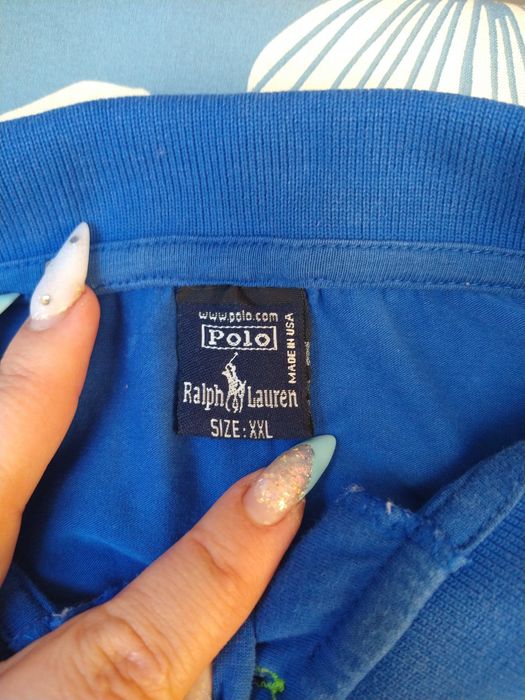 www.polo.com
Polo
MADE IN USA
Ralph Lauren
SIZE: XXL